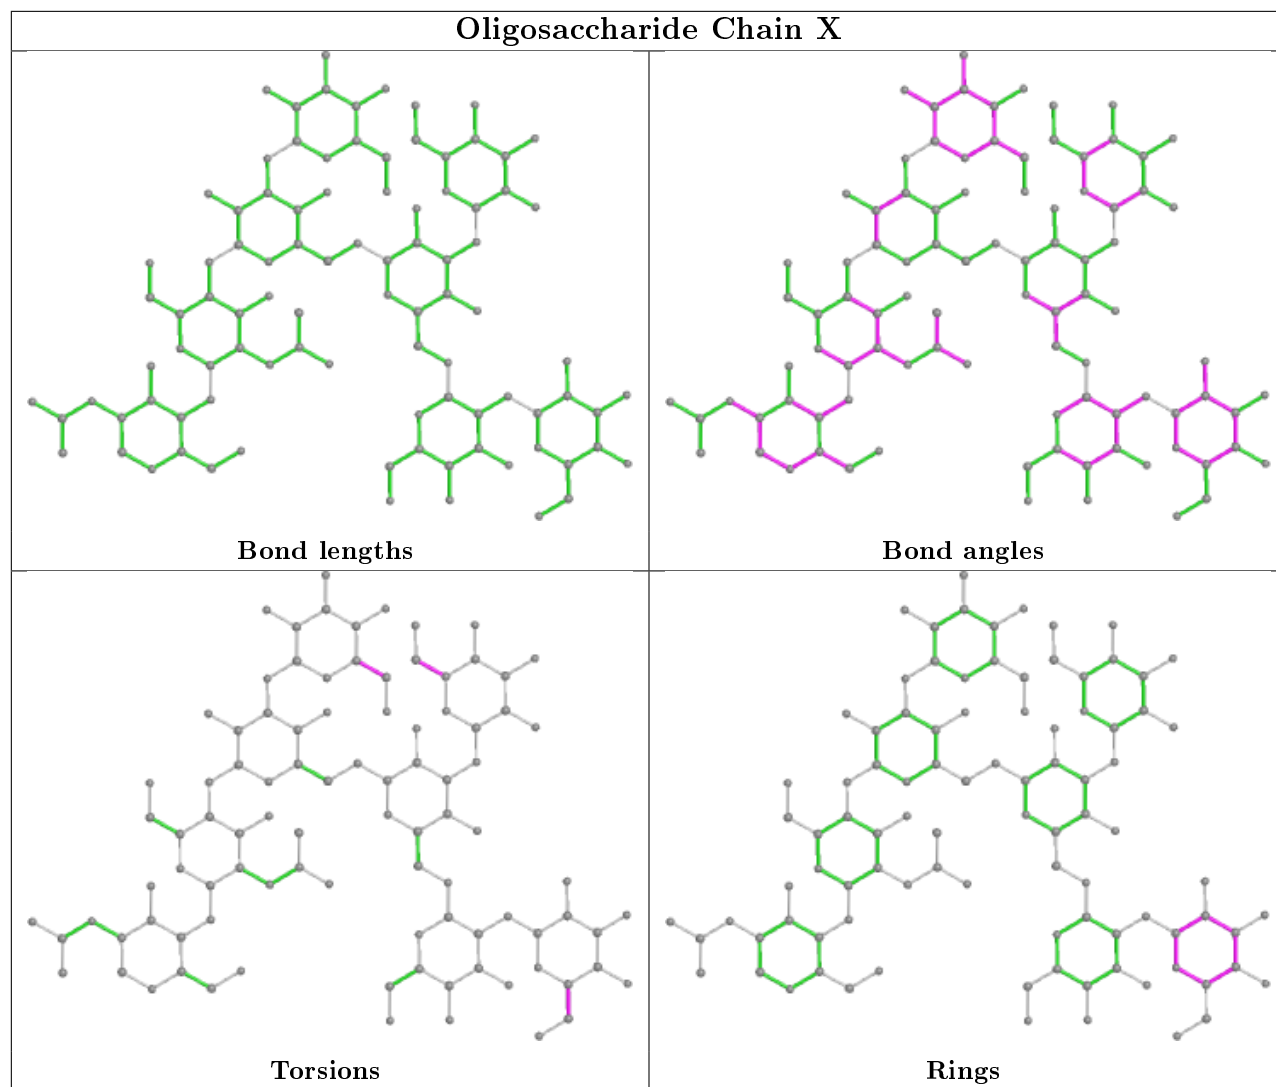 Oligosaccharide Chain X
Bond lengths
Bond angles
Torsions
Rings